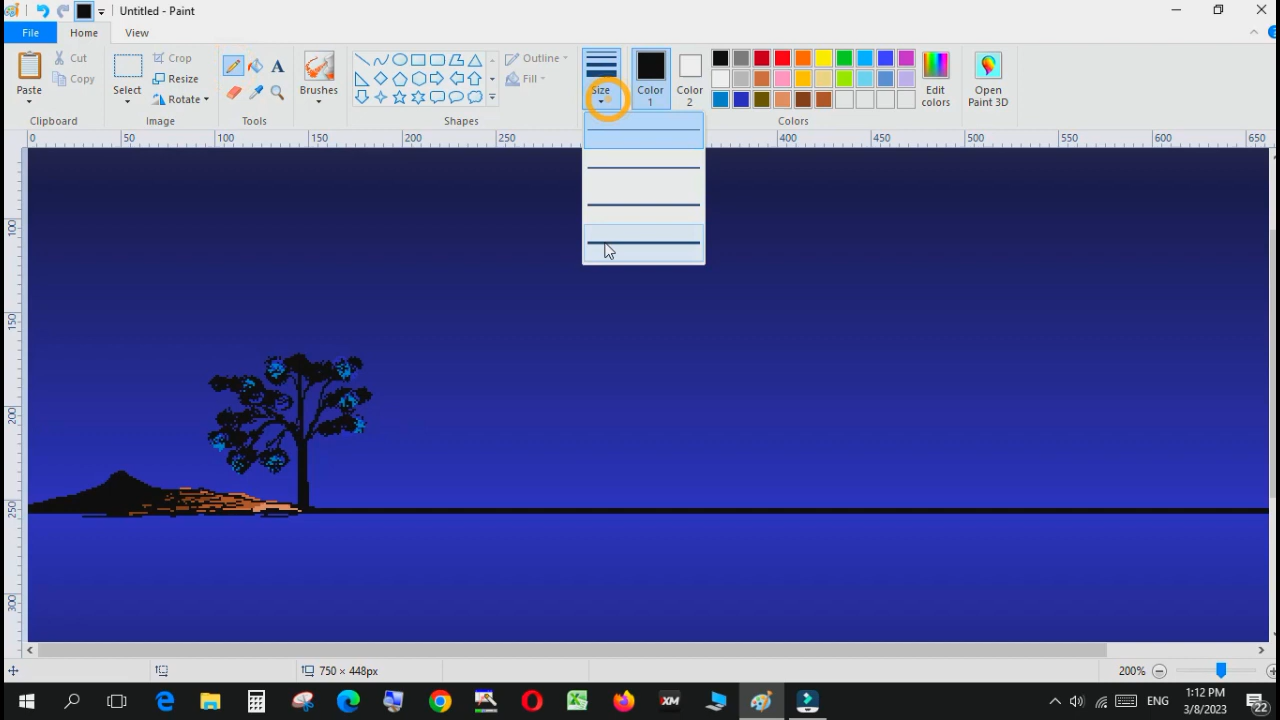 Untitled - Paint
File
Home
View
Paste
Cut
Copy
Clipboard
Select
Crop
Resize
Rotate
Image
A
Tools
Brushes
Shapes
Outline
Fill
Size
Color
1
Color
2
Colors
Edit
colors
Open
Paint 3D
0
50
100
150
200
250
400
450
500
550
600
650
100
150
200
250
300
750 × 448px
200%
XM
ENG
1:12 PM
3/8/2023
22